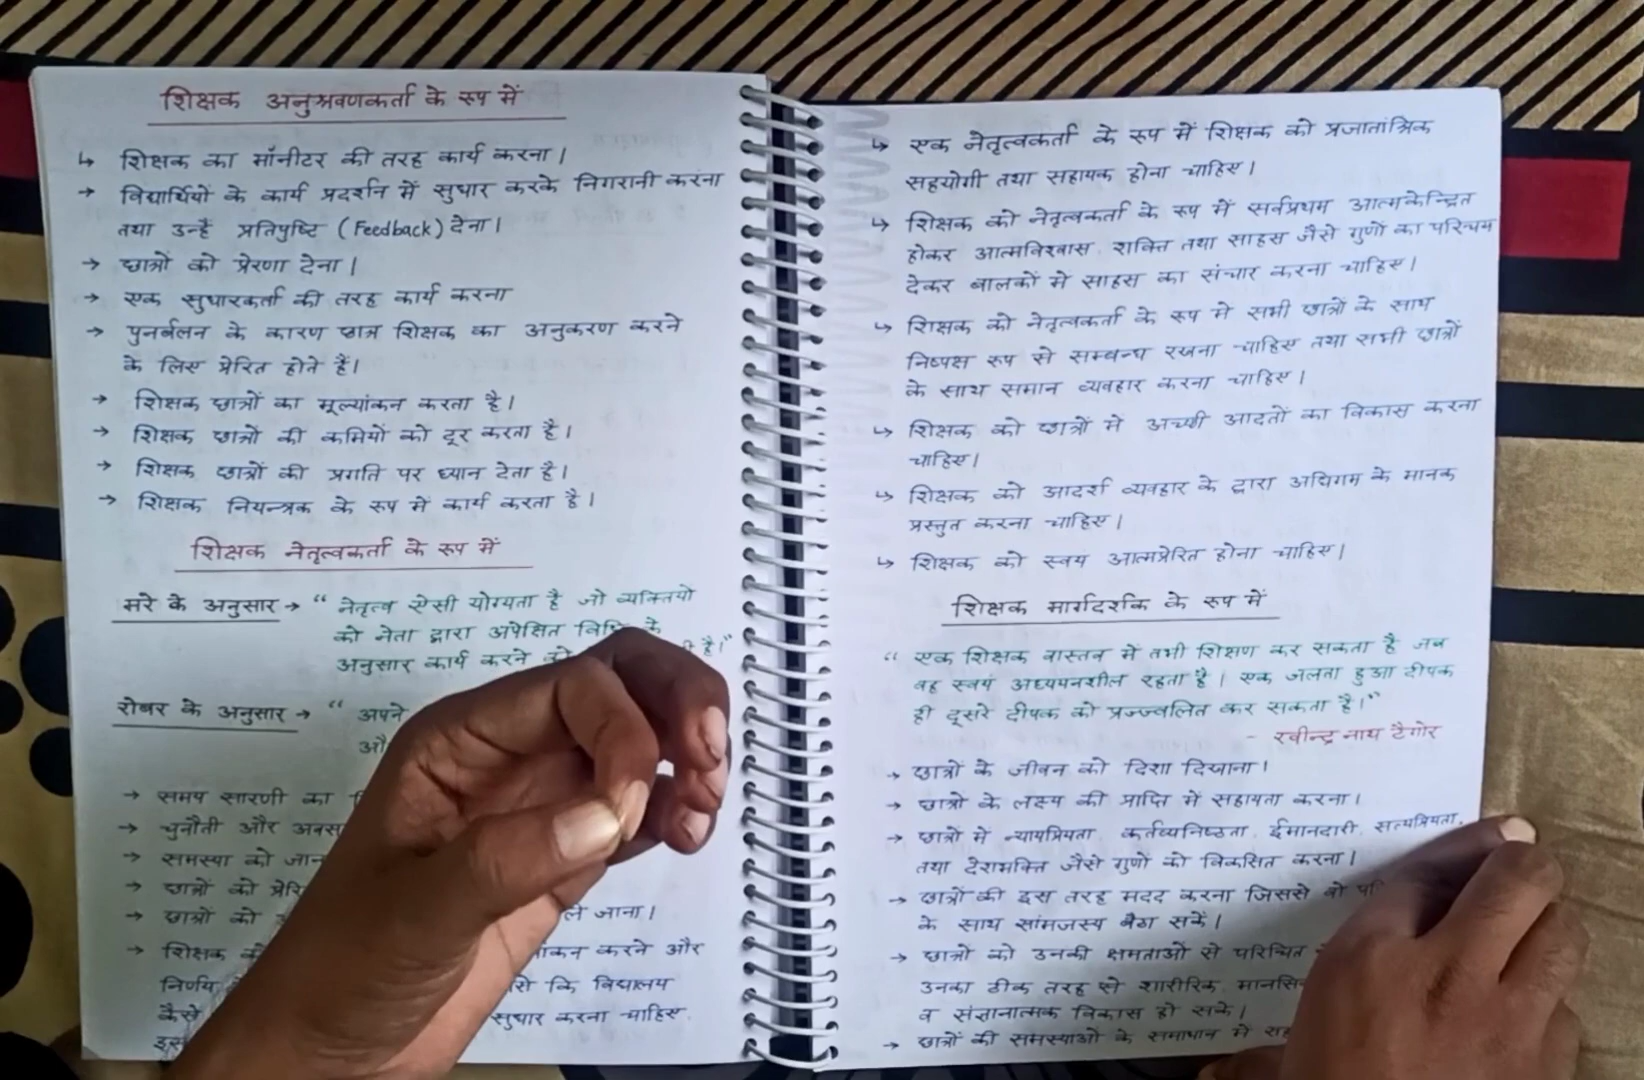 शिक्षक अनुश्रवणकर्ता के रूप में
↳ शिक्षक का मॉनीटर की तरह कार्य करना।
→ विद्यार्थियों के कार्य प्रदर्शन में सुधार करके निगरानी करना
तथा उन्हें प्रतिपुष्टि (Feedback) देना।
→ छात्रों को प्रेरणा देना।
→ एक सुधारकर्ता की तरह कार्य करना
→ पुनर्बलन के कारण छात्र शिक्षक का अनुकरण करने
के लिए प्रेरित होते हैं।
→ शिक्षक छात्रों का मूल्यांकन करता है।
→ शिक्षक छात्रों की कमियों को दूर करता है।
→ शिक्षक छात्रों की प्रगति पर ध्यान देता है।
→ शिक्षक नियन्त्रक के रूप में कार्य करता है।
शिक्षक नेतृत्वकर्ता के रूप में
मरे के अनुसार → “ नेतृत्व ऐसी योग्यता है जो व्यक्तियो
को नेता द्वारा अपेक्षित के
अनुसार कार्य करने को है।”
रोबर के अनुसार → “ अपने
→ समय सारणी का
→ चुनौती और
→ समस्या को
→ छात्रों को
→ छात्रों को जाना।
→ शिक्षक करने और
निर्णय कि विद्यालय
कैसे सुधार करना चाहिए
↳ एक नेतृत्वकर्ता के रूप में शिक्षक को प्रजातांत्रिक
सहयोगी तथा सहायक होना चाहिए।
↳ शिक्षक को नेतृत्वकर्ता के रूप में सर्वप्रथम आत्मकेन्द्रित
होकर आत्मविश्वास, शक्ति तथा साहस जैसे गुणों का परिचय
देकर बालकों में साहस का संचार करना चाहिए।
↳ शिक्षक को नेतृत्वकर्ता के रूप में सभी छात्रों के साथ
निष्पक्ष रूप से सम्बन्ध रखना चाहिए तथा सभी छात्रों
के साथ समान व्यवहार करना चाहिए।
↳ शिक्षक को छात्रों में अच्छी आदतों का विकास करना
चाहिए।
↳ शिक्षक को आदर्श व्यवहार के द्वारा अधिगम के मानक
प्रस्तुत करना चाहिए।
↳ शिक्षक को स्वयं आत्मप्रेरित होना चाहिए।
शिक्षक मार्गदर्शक के रूप में
“ एक शिक्षक वास्तव में तभी शिक्षण कर सकता है जब
वह स्वयं अध्ययनशील रहता है। एक जलता हुआ दीपक
ही दूसरे दीपक को प्रज्ज्वलित कर सकता है।”
- रवीन्द्र नाथ टैगोर
→ छात्रों के जीवन को दिशा दिखाना।
→ छात्रों के लक्ष्य की प्राप्ति में सहायता करना।
→ छात्रों में न्यायप्रियता, कर्तव्यनिष्ठता, ईमानदारी, सत्यप्रियता,
तथा देशभक्ति जैसे गुणों को विकसित करना।
→ छात्रों की इस तरह मदद करना जिससे वो
के साथ सांमजस्य बैठा सकें।
→ छात्रों को उनकी क्षमताओं से परिचित
उनका ठीक तरह से शारीरिक,
व संज्ञानात्मक विकास हो सके।
→ छात्रों की समस्याओं के समाधान में